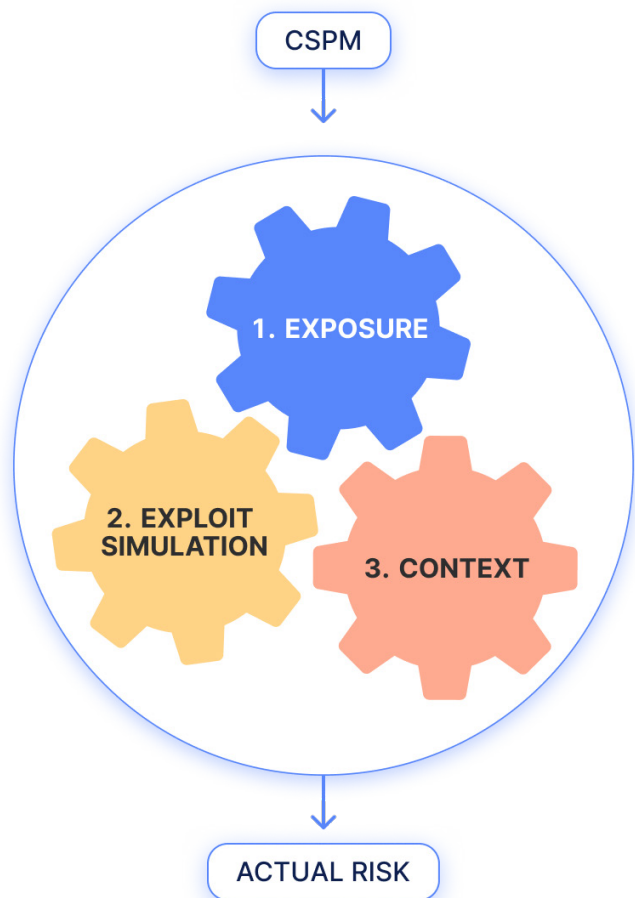 CSPM
1. EXPOSURE
2. EXPLOIT
SIMULATION
3. CONTEXT
ACTUAL RISK